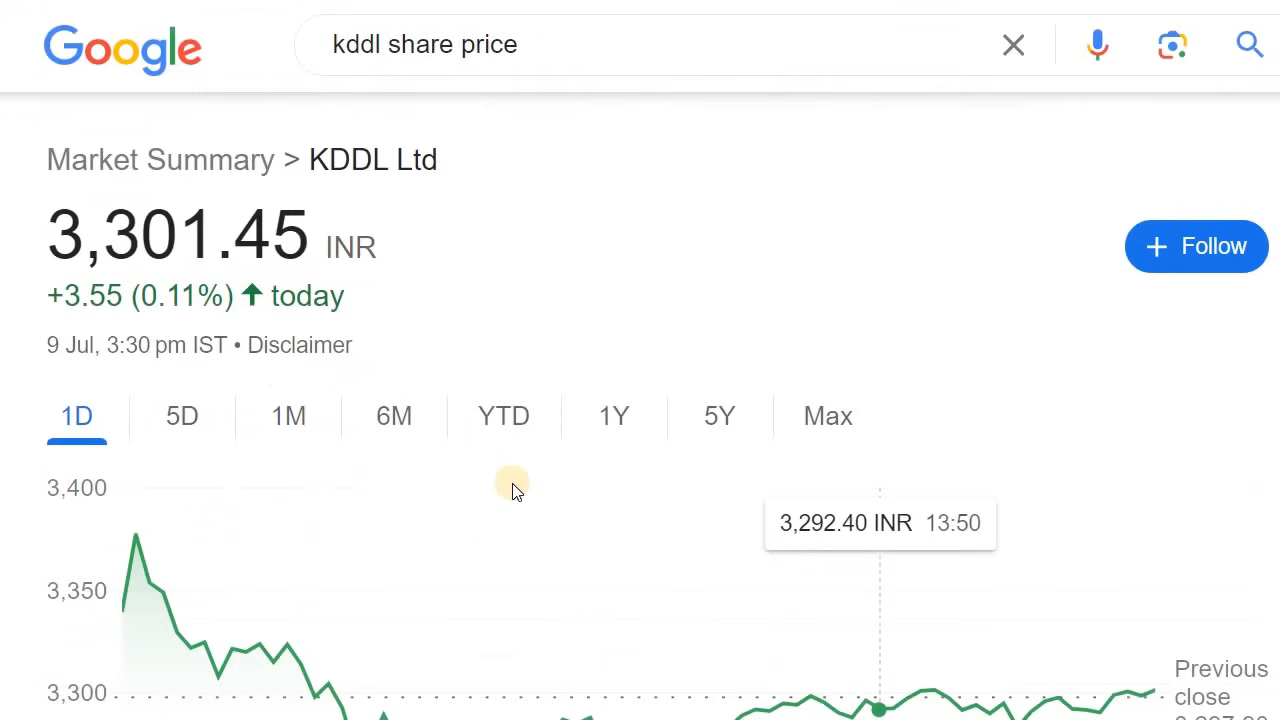 Google
kddl share price
Market Summary > KDDL Ltd
3,301.45 INR
+ Follow
+3.55 (0.11%) ↑ today
9 Jul, 3:30 pm IST • Disclaimer
1D 5D 1M 6M YTD 1Y 5Y Max
3,400
3,292.40 INR 13:50
3,350
3,300
Previous
close